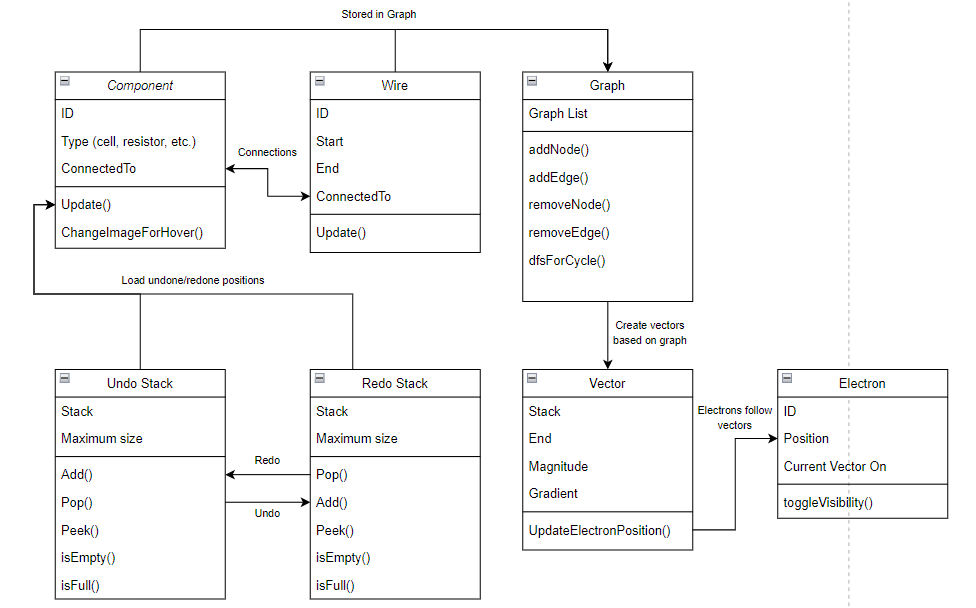 Stored in Graph
Component
ID
Type (cell, resistor, etc.)
ConnectedTo
Update()
ChangeImageForHover()
Connections
Wire
ID
Start
End
ConnectedTo
Update()
Graph
Graph List
addNode()
addEdge()
removeNode()
removeEdge()
dfsForCycle()
Load undone/redone positions
Create vectors
based on graph
Undo Stack
Stack
Maximum size
Add()
Pop()
Peek()
isEmpty()
isFull()
Redo
Undo
Redo Stack
Stack
Maximum size
Pop()
Add()
Peek()
isEmpty()
isFull()
Vector
Stack
End
Magnitude
Gradient
UpdateElectronPosition()
Electrons follow
vectors
Electron
ID
Position
Current Vector On
toggleVisibility()